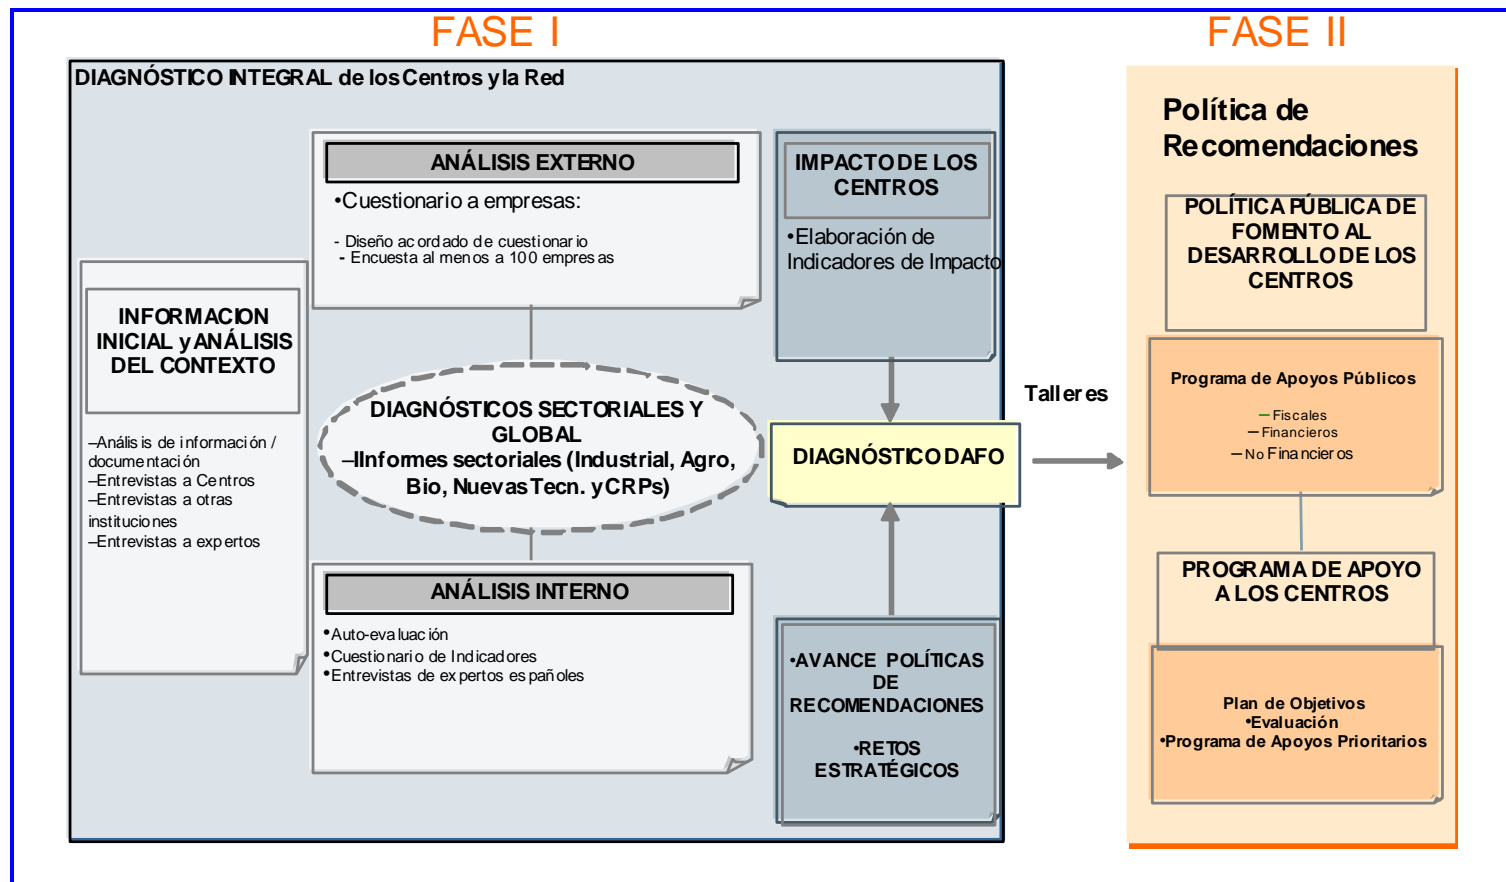 FASE I
FASE II
DIAGNÓSTICO INTEGRAL de los Centros y la Red
INFORMACION
INICIAL y ANÁLISIS
DEL CONTEXTO
–Análisis de información /
documentación
–Entrevistas a Centros
–Entrevistas a otras
instituciones
–Entrevistas a expertos
ANÁLISIS EXTERNO
•Cuestionario a empresas:
- Diseño acordado de cuestionario
- Encuesta al menos a 100 empresas
DIAGNÓSTICOS SECTORIALES Y
GLOBAL
–IInformes sectoriales (Industrial, Agro,
Bio, Nuevas Tecn. y CRPs)
ANÁLISIS INTERNO
•Auto-evaluación
•Cuestionario de Indicadores
•Entrevistas de expertos españoles
IMPACTO DE LOS
CENTROS
•Elaboración de
Indicadores de Impacto
DIAGNÓSTICO DAFO
•AVANCE POLÍTICAS
DE
RECOMENDACIONES
•RETOS
ESTRATÉGICOS
Talleres
Política de
Recomendaciones
POLÍTICA PÚBLICA DE
FOMENTO AL
DESARROLLO DE LOS
CENTROS
Programa de Apoyos Públicos
– Fiscales
– Financieros
– No Financieros
PROGRAMA DE APOYO
A LOS CENTROS
Plan de Objetivos
•Evaluación
•Programa de Apoyos Prioritarios